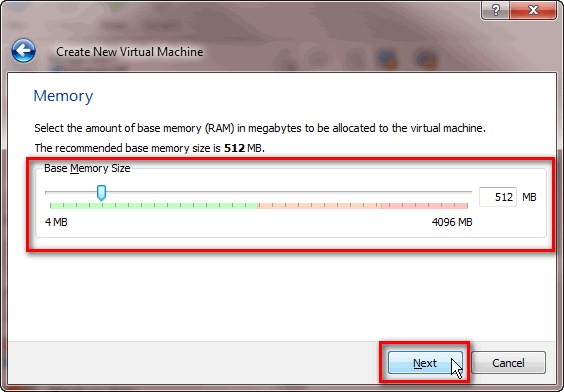 ?
Create New Virtual Machine
Memory
Select the amount of base memory (RAM) in megabytes to be allocated to the virtual machine.
The recommended base memory size is 512 MB.
Base Memory Size
512 MB
4 MB 4096 MB
Next Cancel